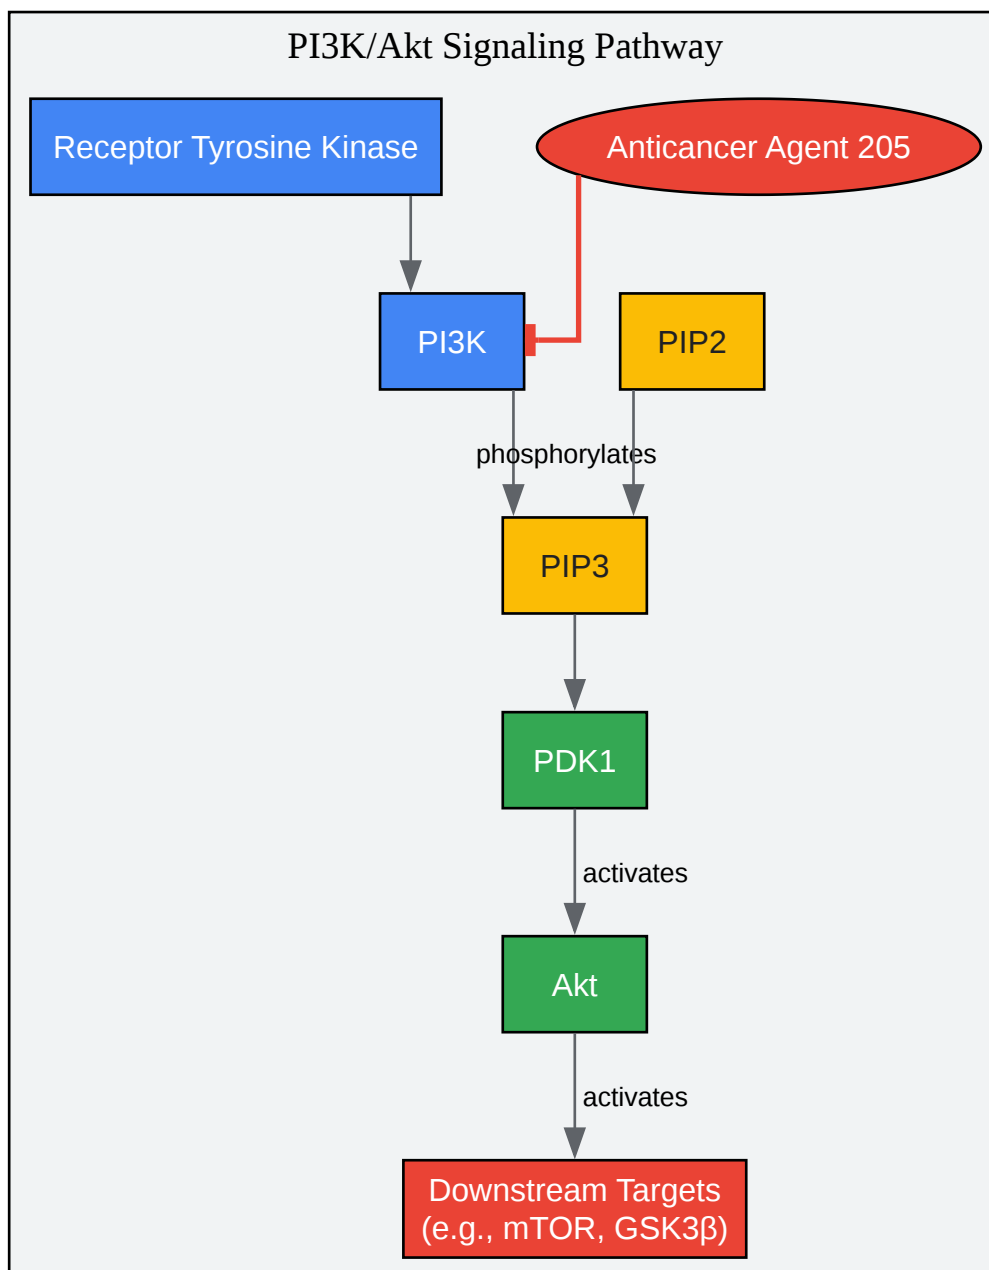 PI3K/Akt Signaling Pathway
Receptor Tyrosine Kinase
Anticancer Agent 205
PI3K
PIP2
phosphorylates
PIP3
PDK1
activates
Akt
activates
Downstream Targets
(e.g., mTOR, GSK3β)